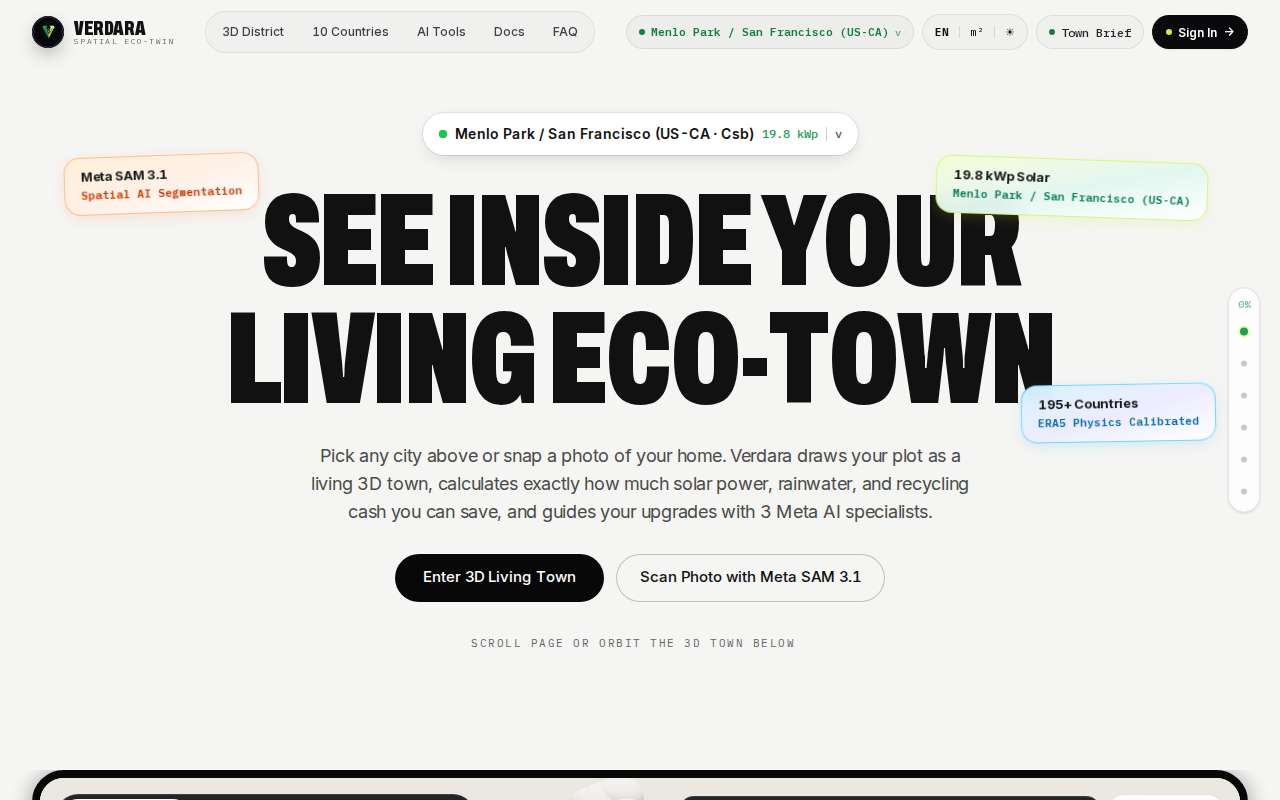 VERDARA
SPATIAL ECO-TWIN
3D District
10 Countries
AI Tools
Docs
FAQ
Menlo Park / San Francisco (US-CA) v
EN | m² | ☀
Town Brief
Sign In →
Menlo Park / San Francisco (US-CA · Csb) 19.8 kWp | v
Meta SAM 3.1
Spatial AI Segmentation
19.8 kWp Solar
Menlo Park / San Francisco (US-CA)
SEE INSIDE YOUR
LIVING ECO-TOWN
0%
195+ Countries
ERA5 Physics Calibrated
Pick any city above or snap a photo of your home. Verdara draws your plot as a
living 3D town, calculates exactly how much solar power, rainwater, and recycling
cash you can save, and guides your upgrades with 3 Meta AI specialists.
Enter 3D Living Town
Scan Photo with Meta SAM 3.1
SCROLL PAGE OR ORBIT THE 3D TOWN BELOW